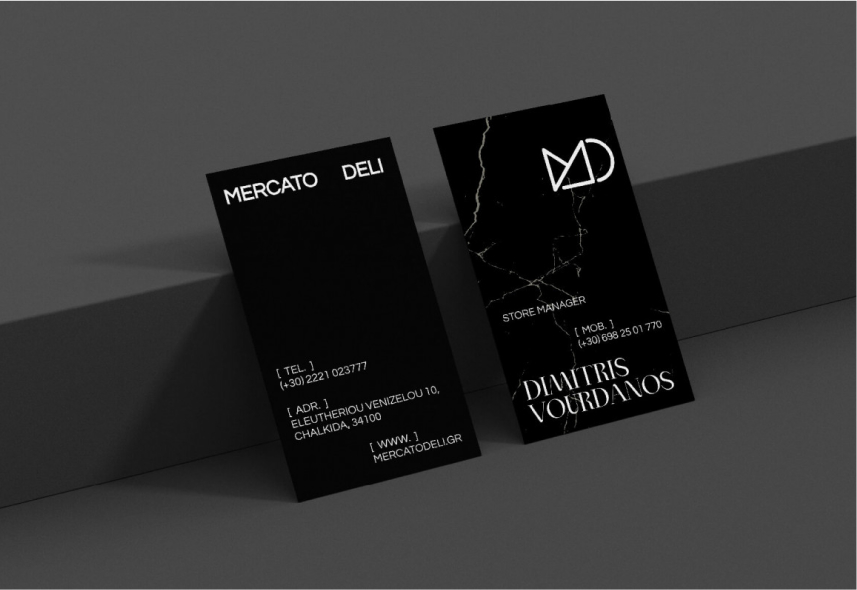 MERCATO DELI
[ TEL. ]
(+30) 2221 023777
[ ADR. ]
ELEUTHERIOU VENIZELOU 10,
CHALKIDA, 34100
[ WWW. ]
MERCATODELI.GR
MD
STORE MANAGER
[ MOB. ]
(+30) 698 25 01 770
DIMITRIS
VOURDANOS